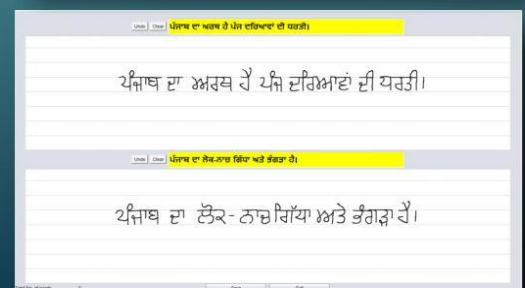 Undo Clear ਪੰਜਾਬ ਦਾ ਅਰਥ ਹੈ ਪੰਜ ਦਰਿਆਵਾਂ ਦੀ ਧਰਤੀ।
ਪੰਜਾਬ ਦਾ ਅਰਥ ਹੈ ਪੰਜ ਦਰਿਆਵਾਂ ਦੀ ਧਰਤੀ।
Undo Clear ਪੰਜਾਬ ਦਾ ਲੋਕ-ਨਾਚ ਗਿੱਧਾ ਅਤੇ ਭੰਗੜਾ ਹੈ।
ਪੰਜਾਬ ਦਾ ਲੋਕ-ਨਾਚ ਗਿੱਧਾ ਅਤੇ ਭੰਗੜਾ ਹੈ।